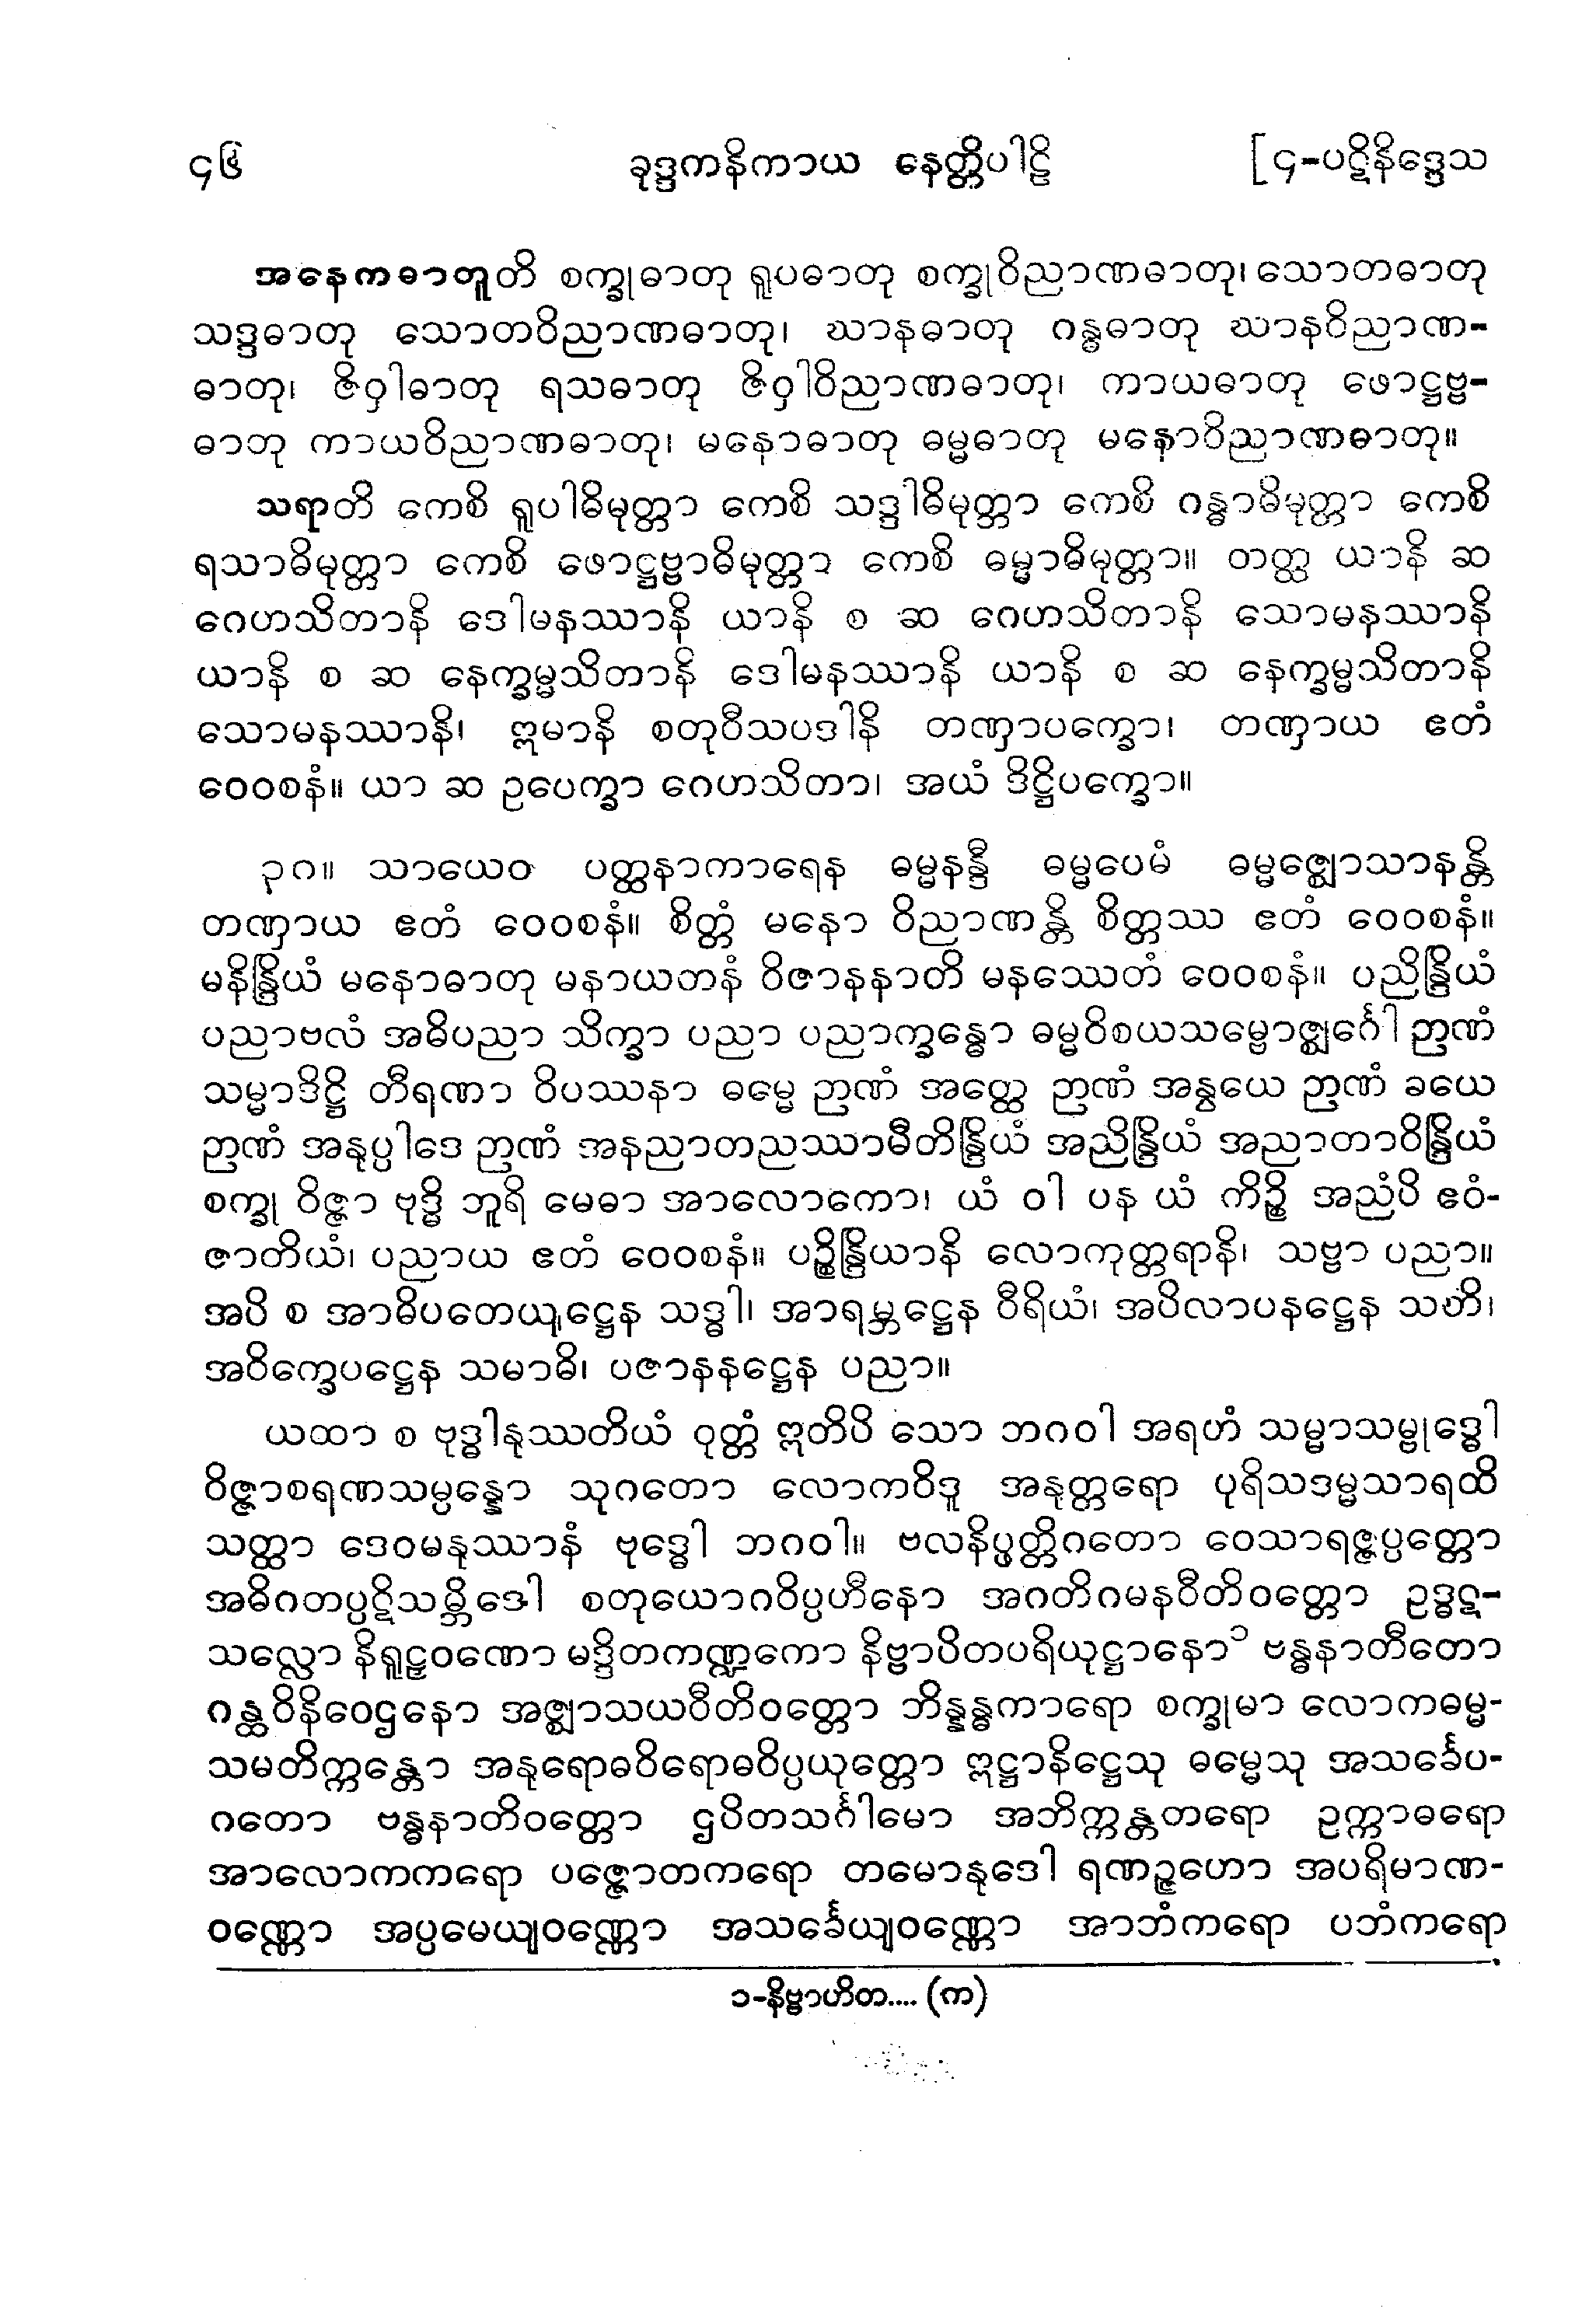 ၄၆ ခုဒ္ဒကနိကာယ နေတ္တိပါဠိ [၄-ပဋိနိဒ္ဒေသ
အနေကဓာတူတိ စက္ခုဓာတု ရူပဓာတု စက္ခုဝိညာဏဓာတု၊ သောတဓာတု
သဒ္ဒဓာတု သောတဝိညာဏဓာတု၊ ဃာနဓာတု ဂန္ဓဓာတု ဃာနဝိညာဏ-
ဓာတု၊ ဇိဝှါဓာတု ရသဓာတု ဇိဝှါဝိညာဏဓာတု၊ ကာယဓာတု ဖောဋ္ဌဗ္ဗ-
ဓာတု ကာယဝိညာဏဓာတု၊ မနောဓာတု ဓမ္မဓာတု မနောဝိညာဏဓာတု။
သရာတိ ကေစိ ရူပါဓိမုတ္တာ ကေစိ သဒ္ဒါဓိမုတ္တာ ကေစိ ဂန္ဓာဓိမုတ္တာ ကေစိ
ရသာဓိမုတ္တာ ကေစိ ဖောဋ္ဌဗ္ဗာဓိမုတ္တာ ကေစိ ဓမ္မာဓိမုတ္တာ။ တတ္ထ ယာနိ ဆ
ဂေဟသိတာနိ ဒေါမနဿာနိ ယာနိ စ ဆ ဂေဟသိတာနိ သောမနဿာနိ
ယာနိ စ ဆ နေက္ခမ္မသိတာနိ ဒေါမနဿာနိ ယာနိ စ ဆ နေက္ခမ္မသိတာနိ
သောမနဿာနိ၊ ဣမာနိ စတုဝီသပဒါနိ တဏှာပက္ခော၊ တဏှာယ ဧတံ
ဝေဝစနံ။ ယာ ဆ ဥပေက္ခာ ဂေဟသိတာ၊ အယံ ဒိဋ္ဌိပက္ခော။
၃၈။ သာယေဝ ပတ္ထနာကာရေန ဓမ္မနန္ဒီ ဓမ္မပေမံ ဓမ္မဇ္ဈောသာနန္တိ
တဏှာယ ဧတံ ဝေဝစနံ။ စိတ္တံ မနော ဝိညာဏန္တိ စိတ္တဿ ဧတံ ဝေဝစနံ။
မနိန္ဒြိယံ မနောဓာတု မနာယတနံ ဝိဇာနနာတိ မနဿေတံ ဝေဝစနံ။ ပညိန္ဒြိယံ
ပညာဗလံ အဓိပညာ သိက္ခာ ပညာ ပညာက္ခန္ဓော ဓမ္မဝိစယသမ္ဗောဇ္ဈင်္ဂေါ ဉာဏံ
သမ္မာဒိဋ္ဌိ တီရဏာ ဝိပဿနာ ဓမ္မေ ဉာဏံ အတ္ထေ ဉာဏံ အန္ဝယေ ဉာဏံ ခယေ
ဉာဏံ အနုပ္ပါဒေ ဉာဏံ အနညာတညဿာမီတိန္ဒြိယံ အညိန္ဒြိယံ အညာတာဝိန္ဒြိယံ
စက္ခု ဝိဇ္ဇာ ဗုဒ္ဓိ ဘူရိ မေဓာ အာလောကော၊ ယံ ဝါ ပန ယံ ကိဉ္စိ အညံပိ ဧဝံ-
ဇာတိယံ၊ ပညာယ ဧတံ ဝေဝစနံ။ ပဉ္စိန္ဒြိယာနိ လောကုတ္တရာနိ၊ သဗ္ဗာ ပညာ။
အပိ စ အာဓိပတေယျဋ္ဌေန သဒ္ဓါ၊ အာရမ္ဘဋ္ဌေန ဝီရိယံ၊ အပိလာပနဋ္ဌေန သတိ၊
အဝိက္ခေပဋ္ဌေန သမာဓိ၊ ပဇာနနဋ္ဌေန ပညာ။
ယထာ စ ဗုဒ္ဓါနုဿတိယံ ဝုတ္တံ ဣတိပိ သော ဘဂဝါ အရဟံ သမ္မာသမ္ဗုဒ္ဓေါ
ဝိဇ္ဇာစရဏသမ္ပန္နော သုဂတော လောကဝိဒူ အနုတ္တရော ပုရိသဒမ္မသာရထိ
သတ္ထာ ဒေဝမနုဿာနံ ဗုဒ္ဓေါ ဘဂဝါ။ ဗလနိပ္ဖတ္တိဂတော ဝေသာရဇ္ဇပ္ပတ္တော
အဓိဂတပ္ပဋိသမ္ဘိဒေါ စတုယောဂဝိပ္ပဟီနော အဂတိဂမနဝီတိဝတ္တော ဥဒ္ဓဋ-
သလ္လော နိရူဠှဝဏော မဒ္ဒိတကဏ္ဍကော နိဗ္ဗာပိတပရိယုဋ္ဌာနော၁ ဗန္ဓနာတီတော
ဂန္ထဝိနိဝေဌနော အဇ္ဈာသယဝီတိဝတ္တော ဘိန္နန္ဓကာရော စက္ခုမာ လောကဓမ္မ-
သမတိက္ကန္တော အနုရောဓဝိရောဓဝိပ္ပယုတ္တော ဣဋ္ဌာနိဋ္ဌေသု ဓမ္မေသု အသင်္ခေပ-
ဂတော ဗန္ဓနာတိဝတ္တော ဌပိတသင်္ဂါမော အဘိက္ကန္တတရော ဥက္ကာဓရော
အာလောကကရော ပဇ္ဇောတကရော တမောနုဒေါ ရဏဉ္ဇဟော အပရိမာဏ-
ဝဏ္ဏော အပ္ပမေယျဝဏ္ဏော အသင်္ခေယျဝဏ္ဏော အာဘံကရော ပဘံကရော
၁-နိဗ္ဗာဟိတ.... (က)